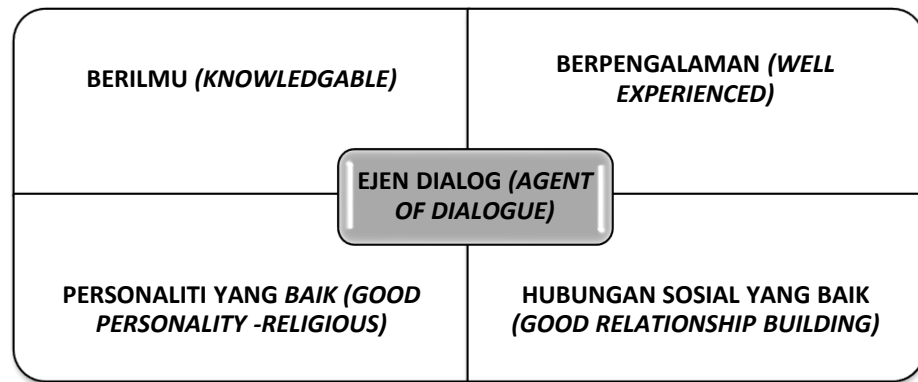 BERILMU (KNOWLEDGABLE)
BERPENGALAMAN (WELL
EXPERIENCED)
EJEN DIALOG (AGENT
OF DIALOGUE)
PERSONALITI YANG BAIK (GOOD
PERSONALITY -RELIGIOUS)
HUBUNGAN SOSIAL YANG BAIK
(GOOD RELATIONSHIP BUILDING)